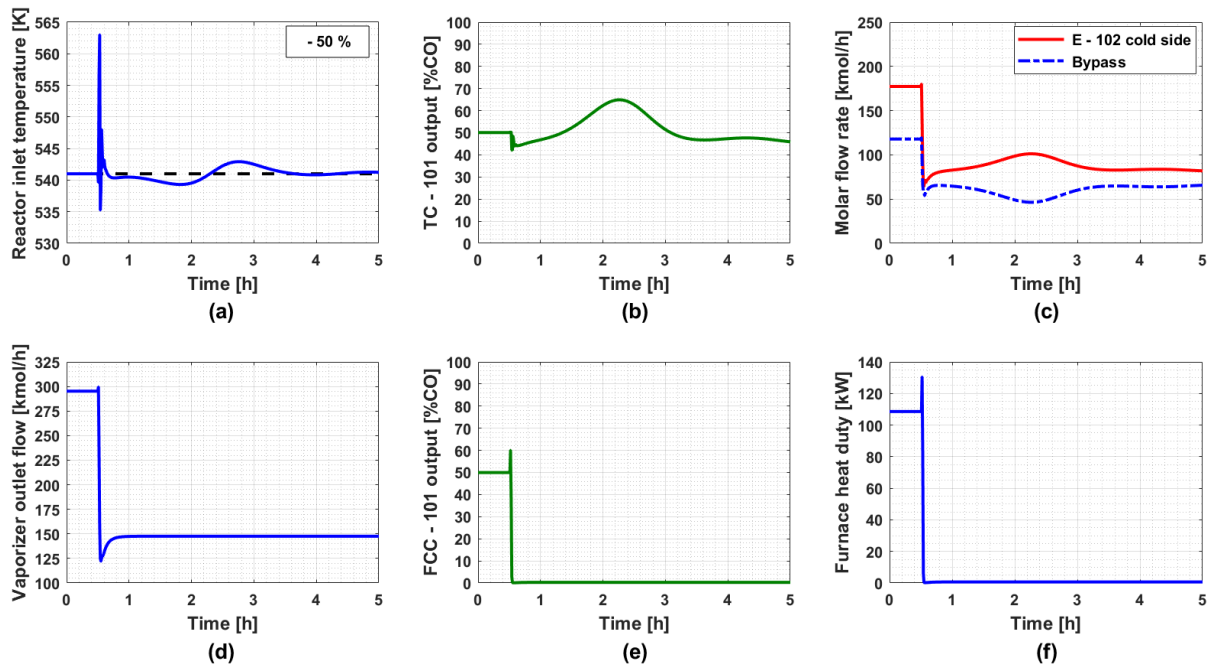 Reactor inlet temperature [K]
565
560
555
550
545
540
535
530
- 50 %
0 1 2 3 4 5
Time [h]
(a)
TC - 101 output [%CO]
100
90
80
70
60
50
40
30
20
10
0
0 1 2 3 4 5
Time [h]
(b)
Molar flow rate [kmol/h]
250
200
150
100
50
0
E - 102 cold side
Bypass
0 1 2 3 4 5
Time [h]
(c)
Vaporizer outlet flow [kmol/h]
325
300
275
250
225
200
175
150
125
100
0 1 2 3 4 5
Time [h]
(d)
FCC - 101 output [%CO]
100
90
80
70
60
50
40
30
20
10
0
0 1 2 3 4 5
Time [h]
(e)
Furnace heat duty [kW]
140
120
100
80
60
40
20
0
0 1 2 3 4 5
Time [h]
(f)